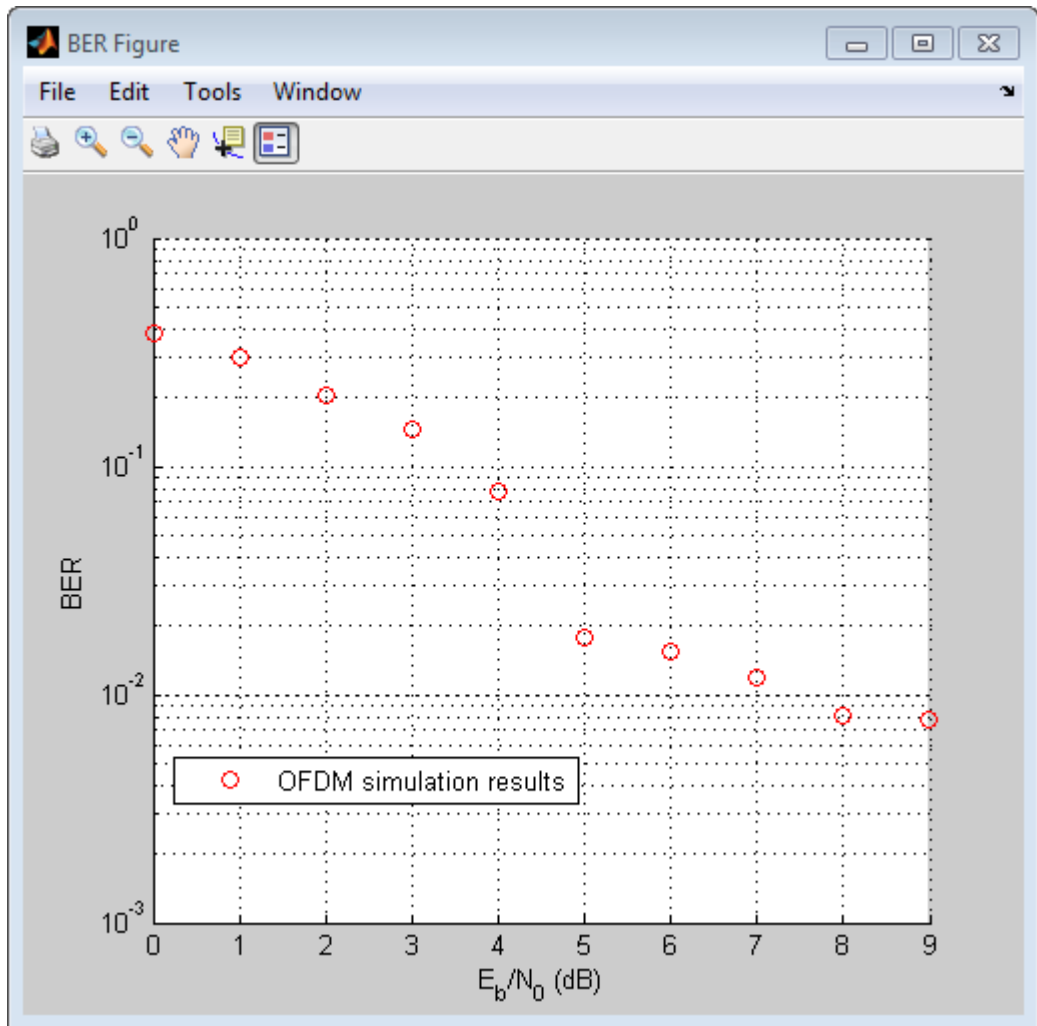 BER Figure
File Edit Tools Window
10^0
10^-1
10^-2
10^-3
BER
OFDM simulation results
0 1 2 3 4 5 6 7 8 9
E_b/N_0 (dB)